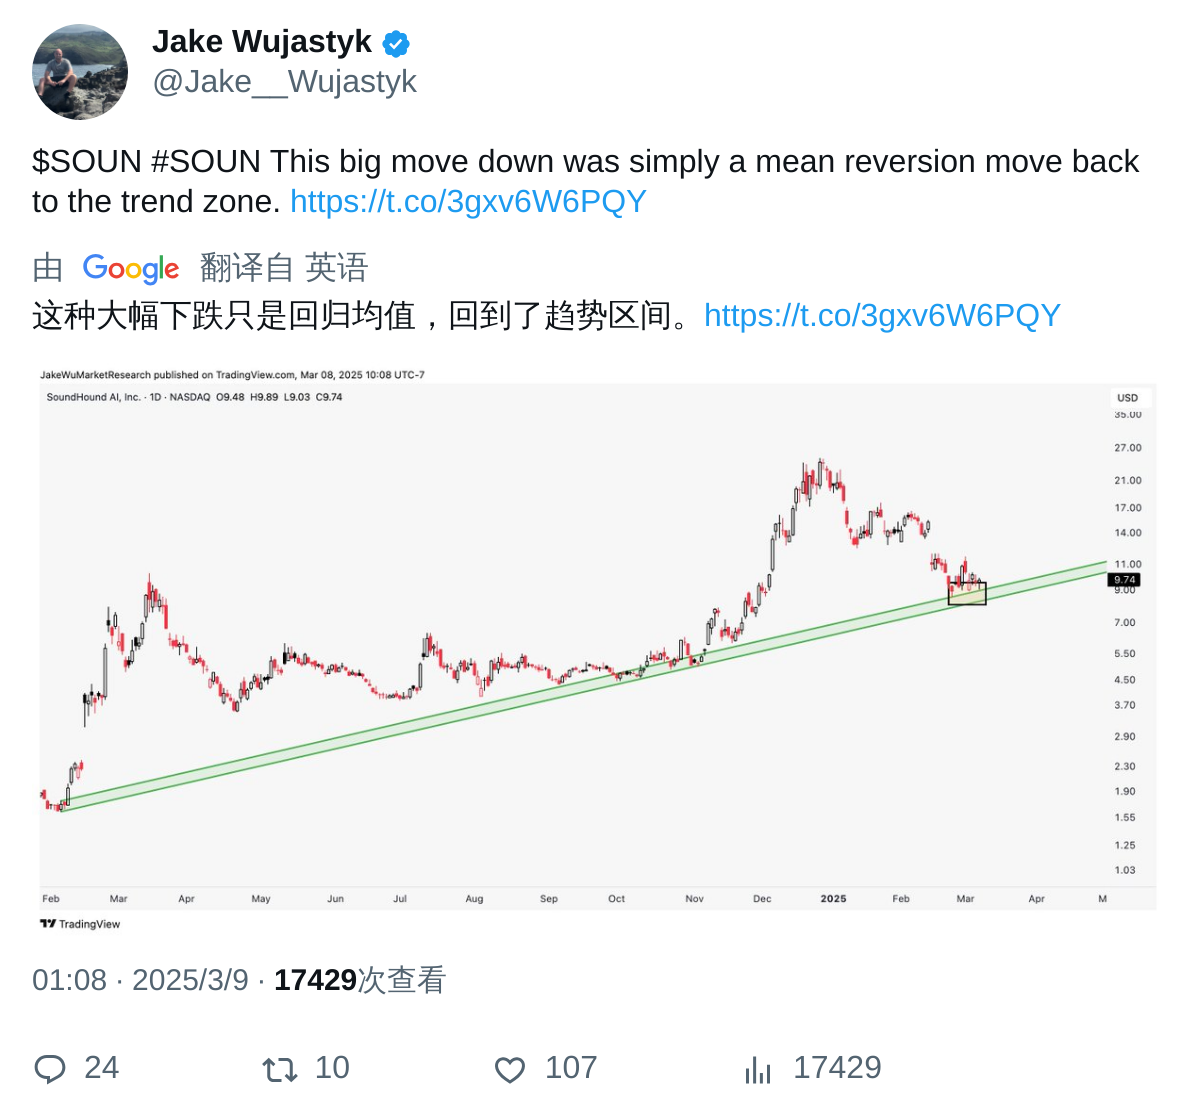 Jake Wujastyk
@Jake__Wujastyk
$SOUN #SOUN This big move down was simply a mean reversion move back
to the trend zone. https://t.co/3gxv6W6PQY
由 Google 翻译自 英语
这种大幅下跌只是回归均值，回到了趋势区间。https://t.co/3gxv6W6PQY
JakeWuMarketResearch published on TradingView.com, Mar 08, 2025 10:08 UTC-7
SoundHound AI, Inc. · 1D · NASDAQ O9.48 H9.89 L9.03 C9.74
USD
35.00
27.00
21.00
17.00
14.00
11.00
9.74
9.00
7.00
5.50
4.50
3.70
2.90
2.30
1.90
1.55
1.25
1.03
Feb Mar Apr May Jun Jul Aug Sep Oct Nov Dec 2025 Feb Mar Apr M
TradingView
01:08 · 2025/3/9 · 17429次查看
24 10 107 17429